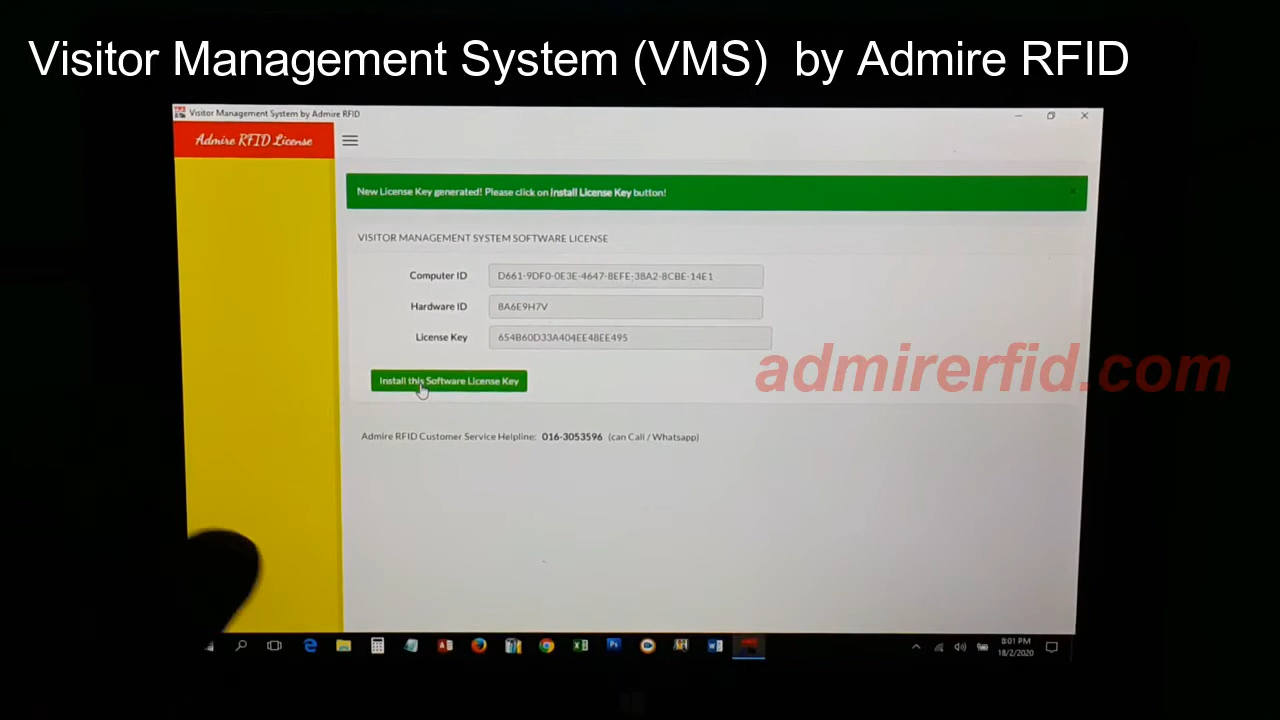 Visitor Management System (VMS) by Admire RFID
Visitor Management System by Admire RFID
Admire RFID License
New License Key generated! Please click on Install License Key button!
VISITOR MANAGEMENT SYSTEM SOFTWARE LICENSE
Computer ID D661-9DF0-0E3E-4647-8EFE-38A2-8CBE-14E1
Hardware ID 8A6E9H7V
License Key 654B60D33A404EE48EE495
admirerfid.com
Install this Software License Key
Admire RFID Customer Service Helpline: 016-3053596 (can Call / Whatsapp)
8:01 PM
18/2/2020